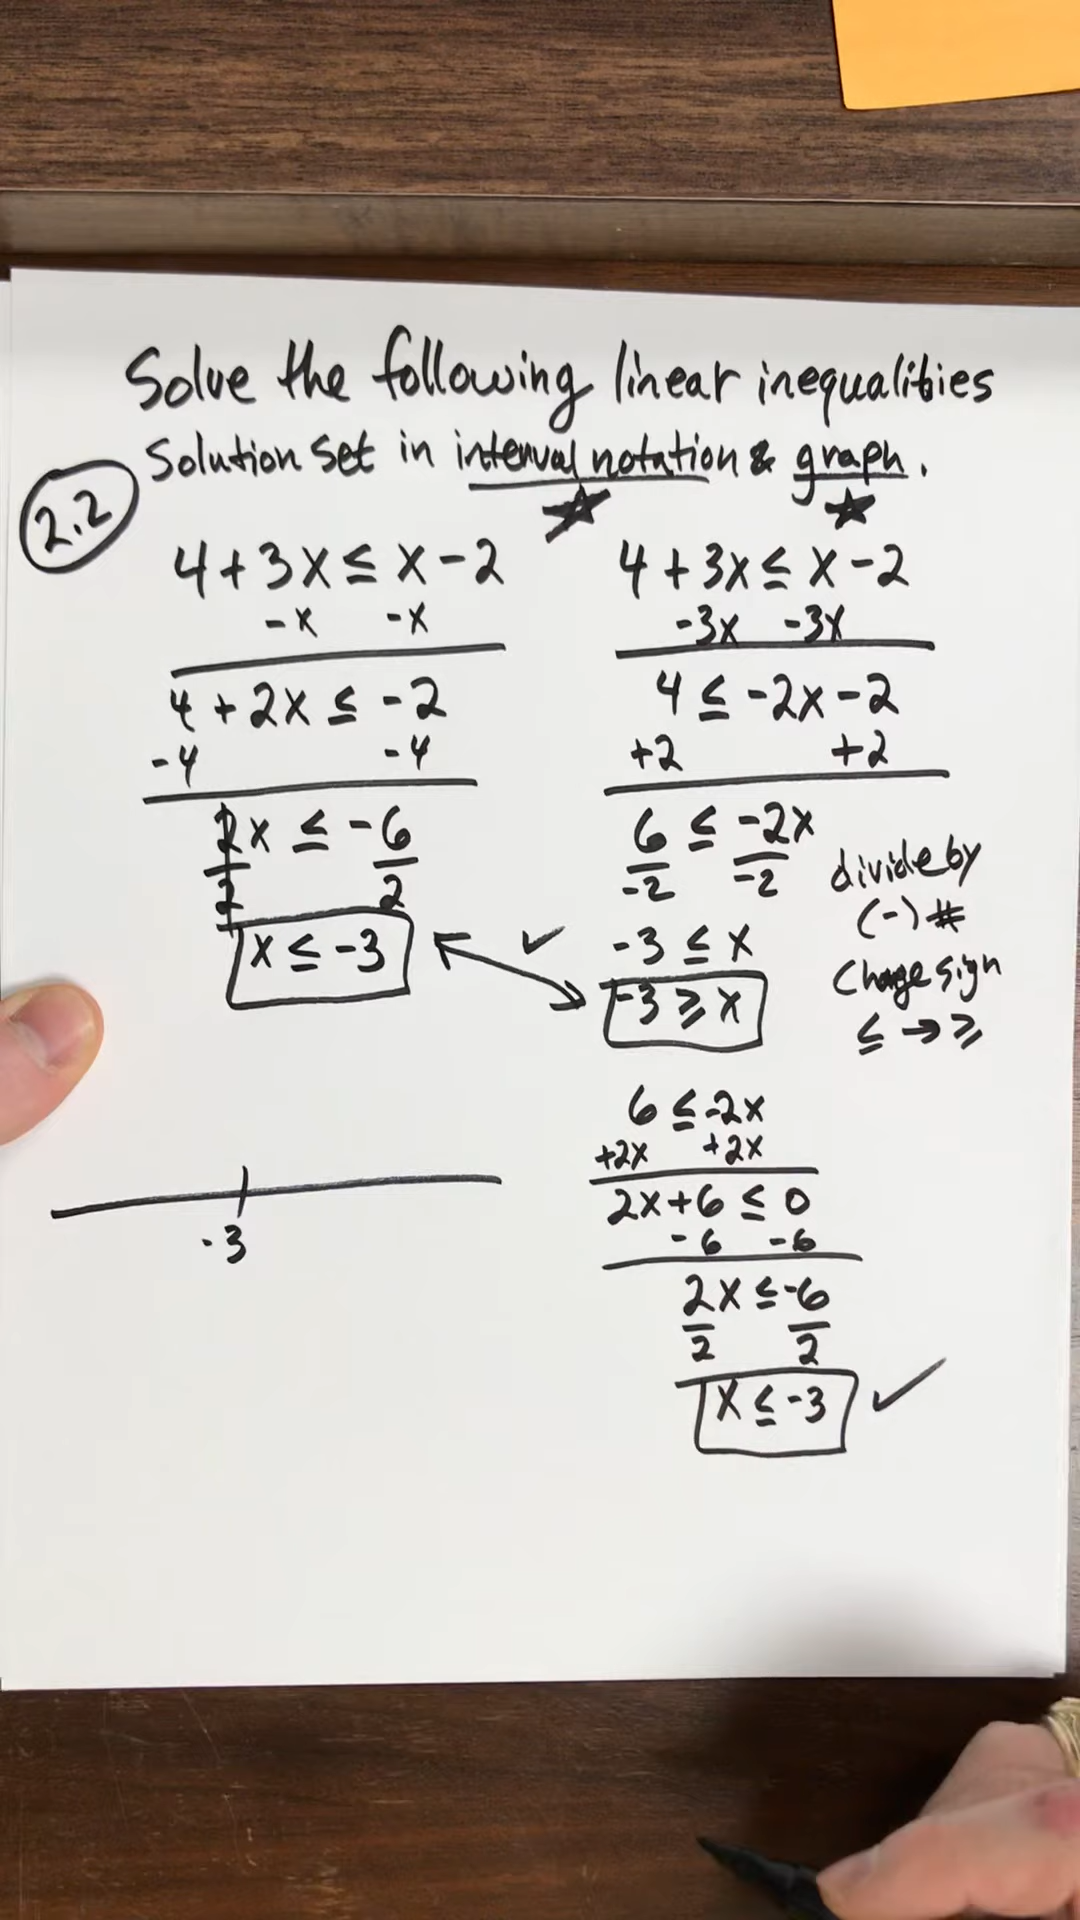 Solve the following linear inequalities
Solution set in interval notation & graph.
2.2
4+3x ≤ x-2
-x -x
4+2x ≤ -2
-4 -4
2x ≤ -6
2 2
x ≤ -3
4+3x ≤ x-2
-3x -3x
4 ≤ -2x-2
+2 +2
6 ≤ -2x
-2 -2
divide by
(-)#
Change sign
≤ → ≥
-3 ≤ x
-3 ≥ x
6 ≤ -2x
+2x +2x
2x+6 ≤ 0
-6 -6
2x ≤ -6
2 2
x ≤ -3
-3